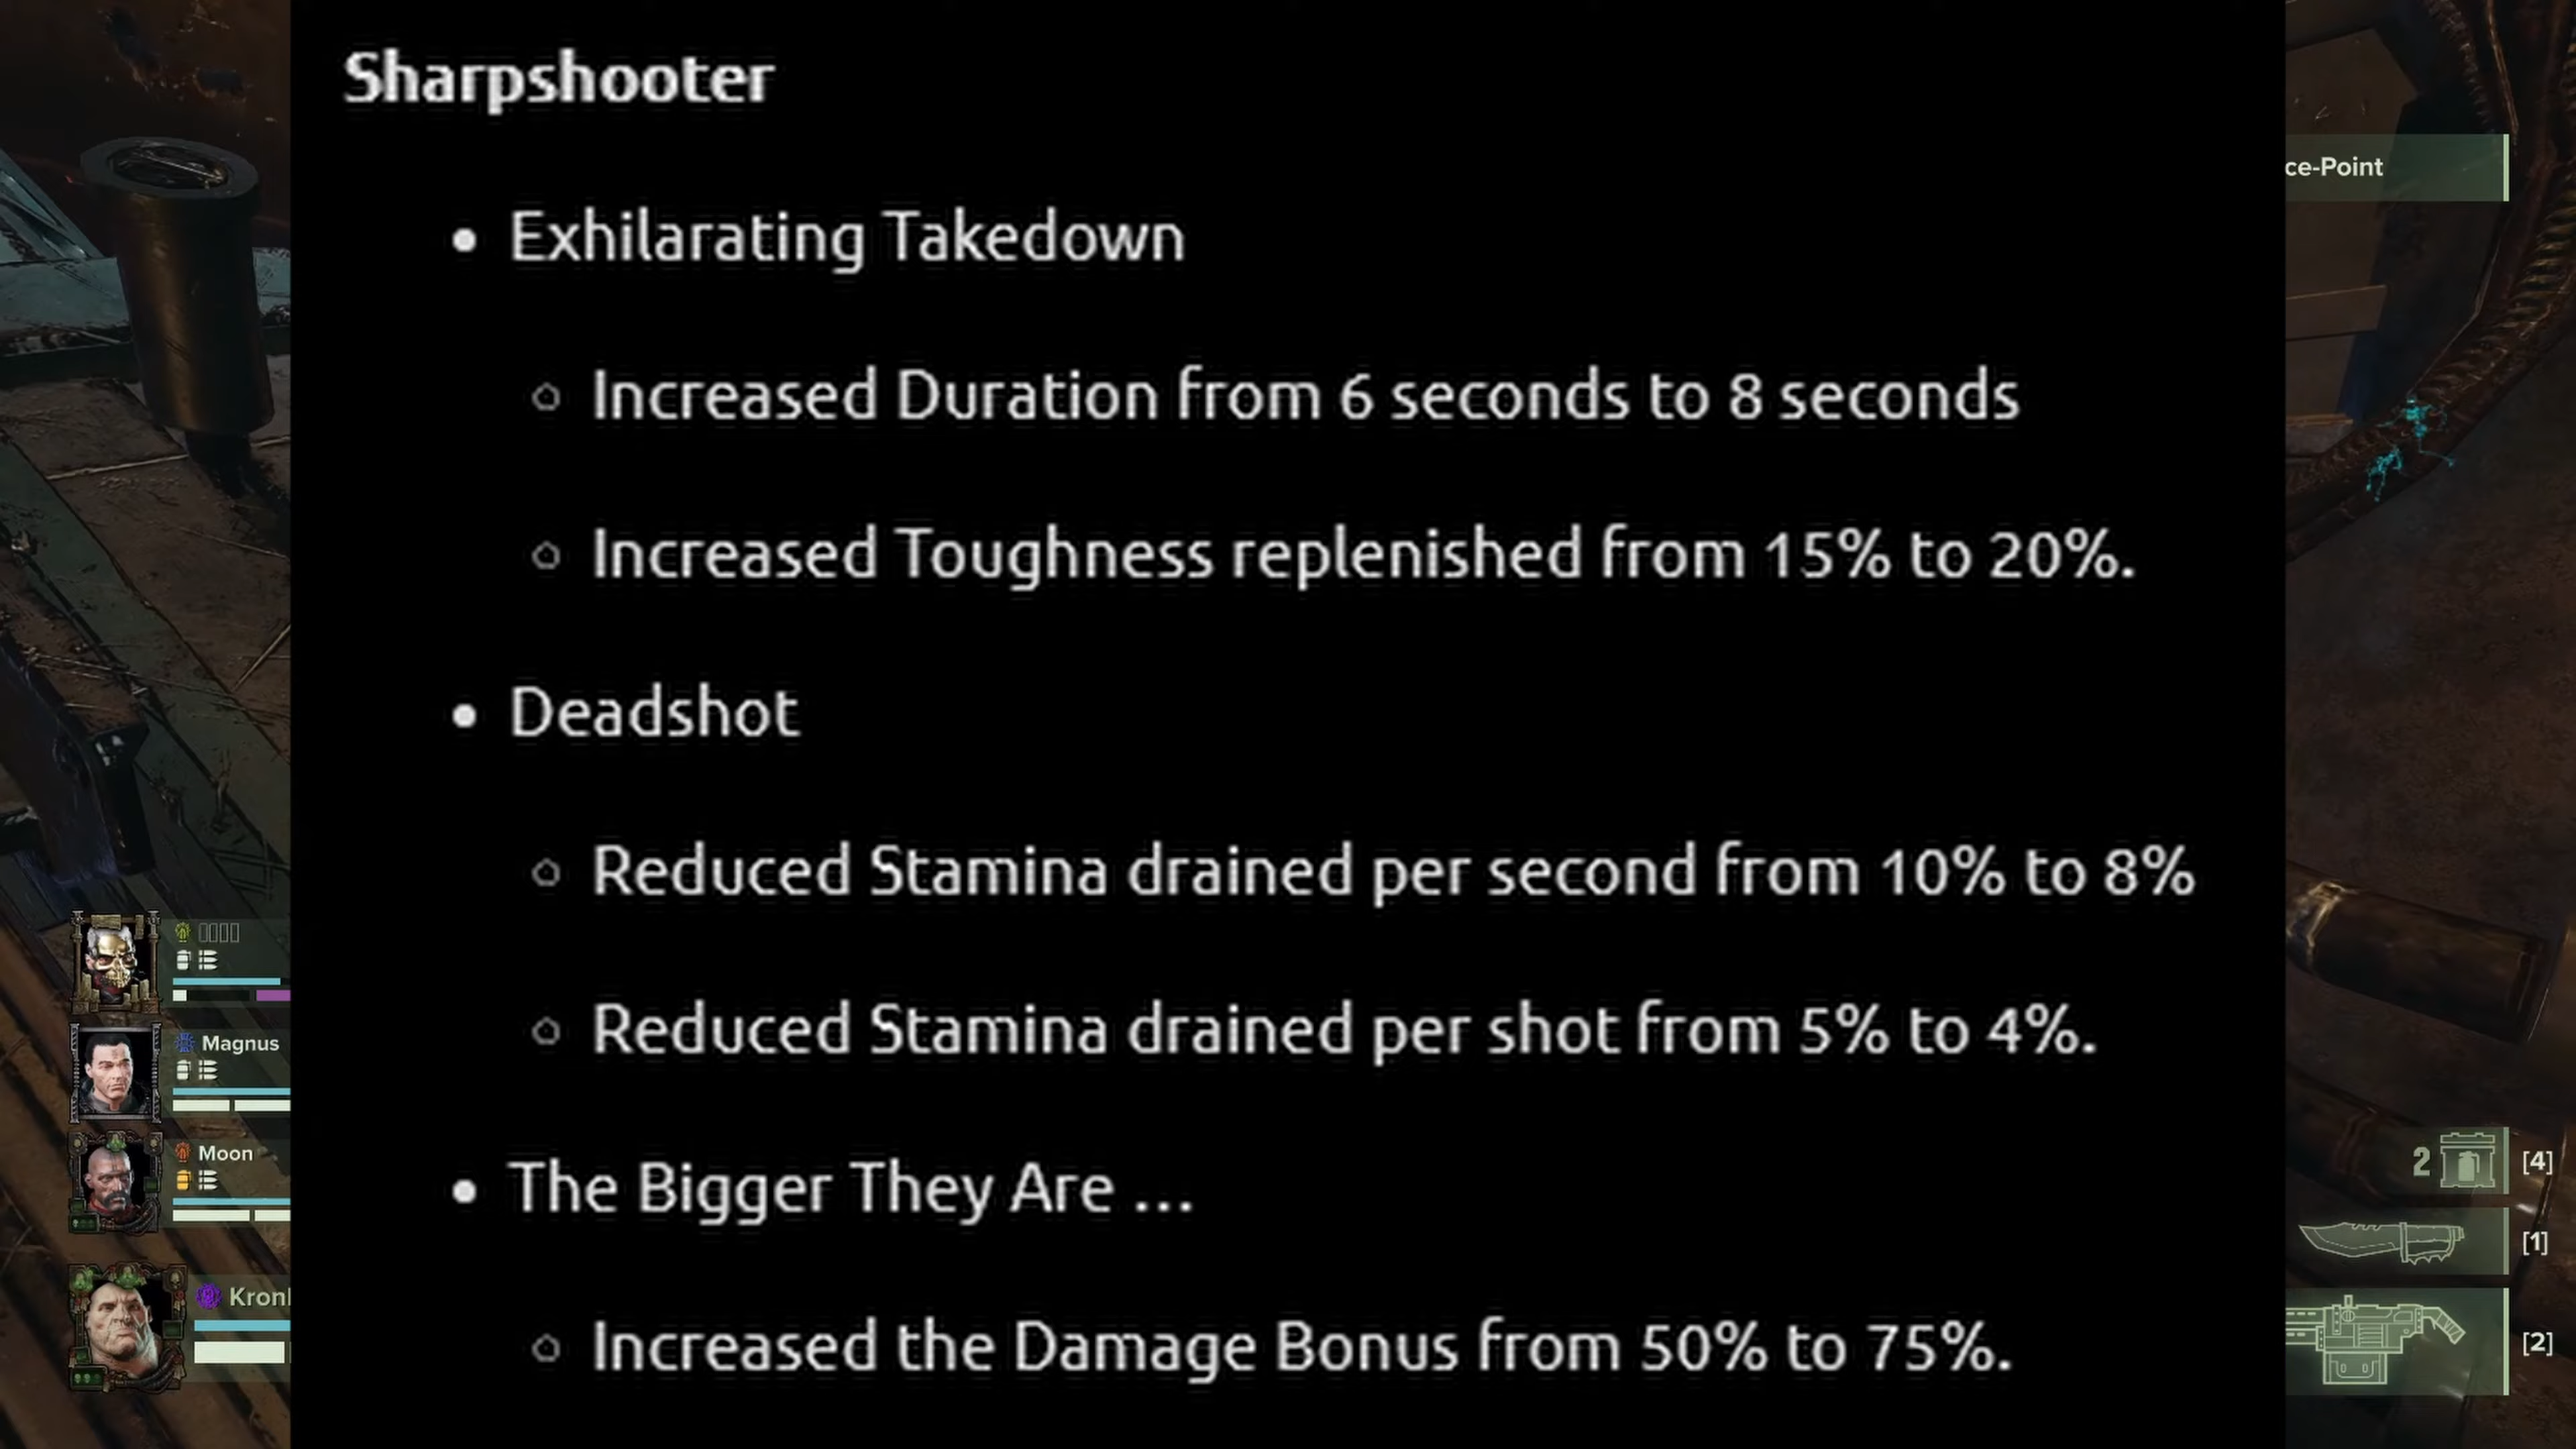 Sharpshooter
• Exhilarating Takedown
○ Increased Duration from 6 seconds to 8 seconds
○ Increased Toughness replenished from 15% to 20%.
• Deadshot
○ Reduced Stamina drained per second from 10% to 8%
○ Reduced Stamina drained per shot from 5% to 4%.
• The Bigger They Are ...
○ Increased the Damage Bonus from 50% to 75%.
ce-Point
Magnus
Moon
Kron
2 [4]
[1]
[2]